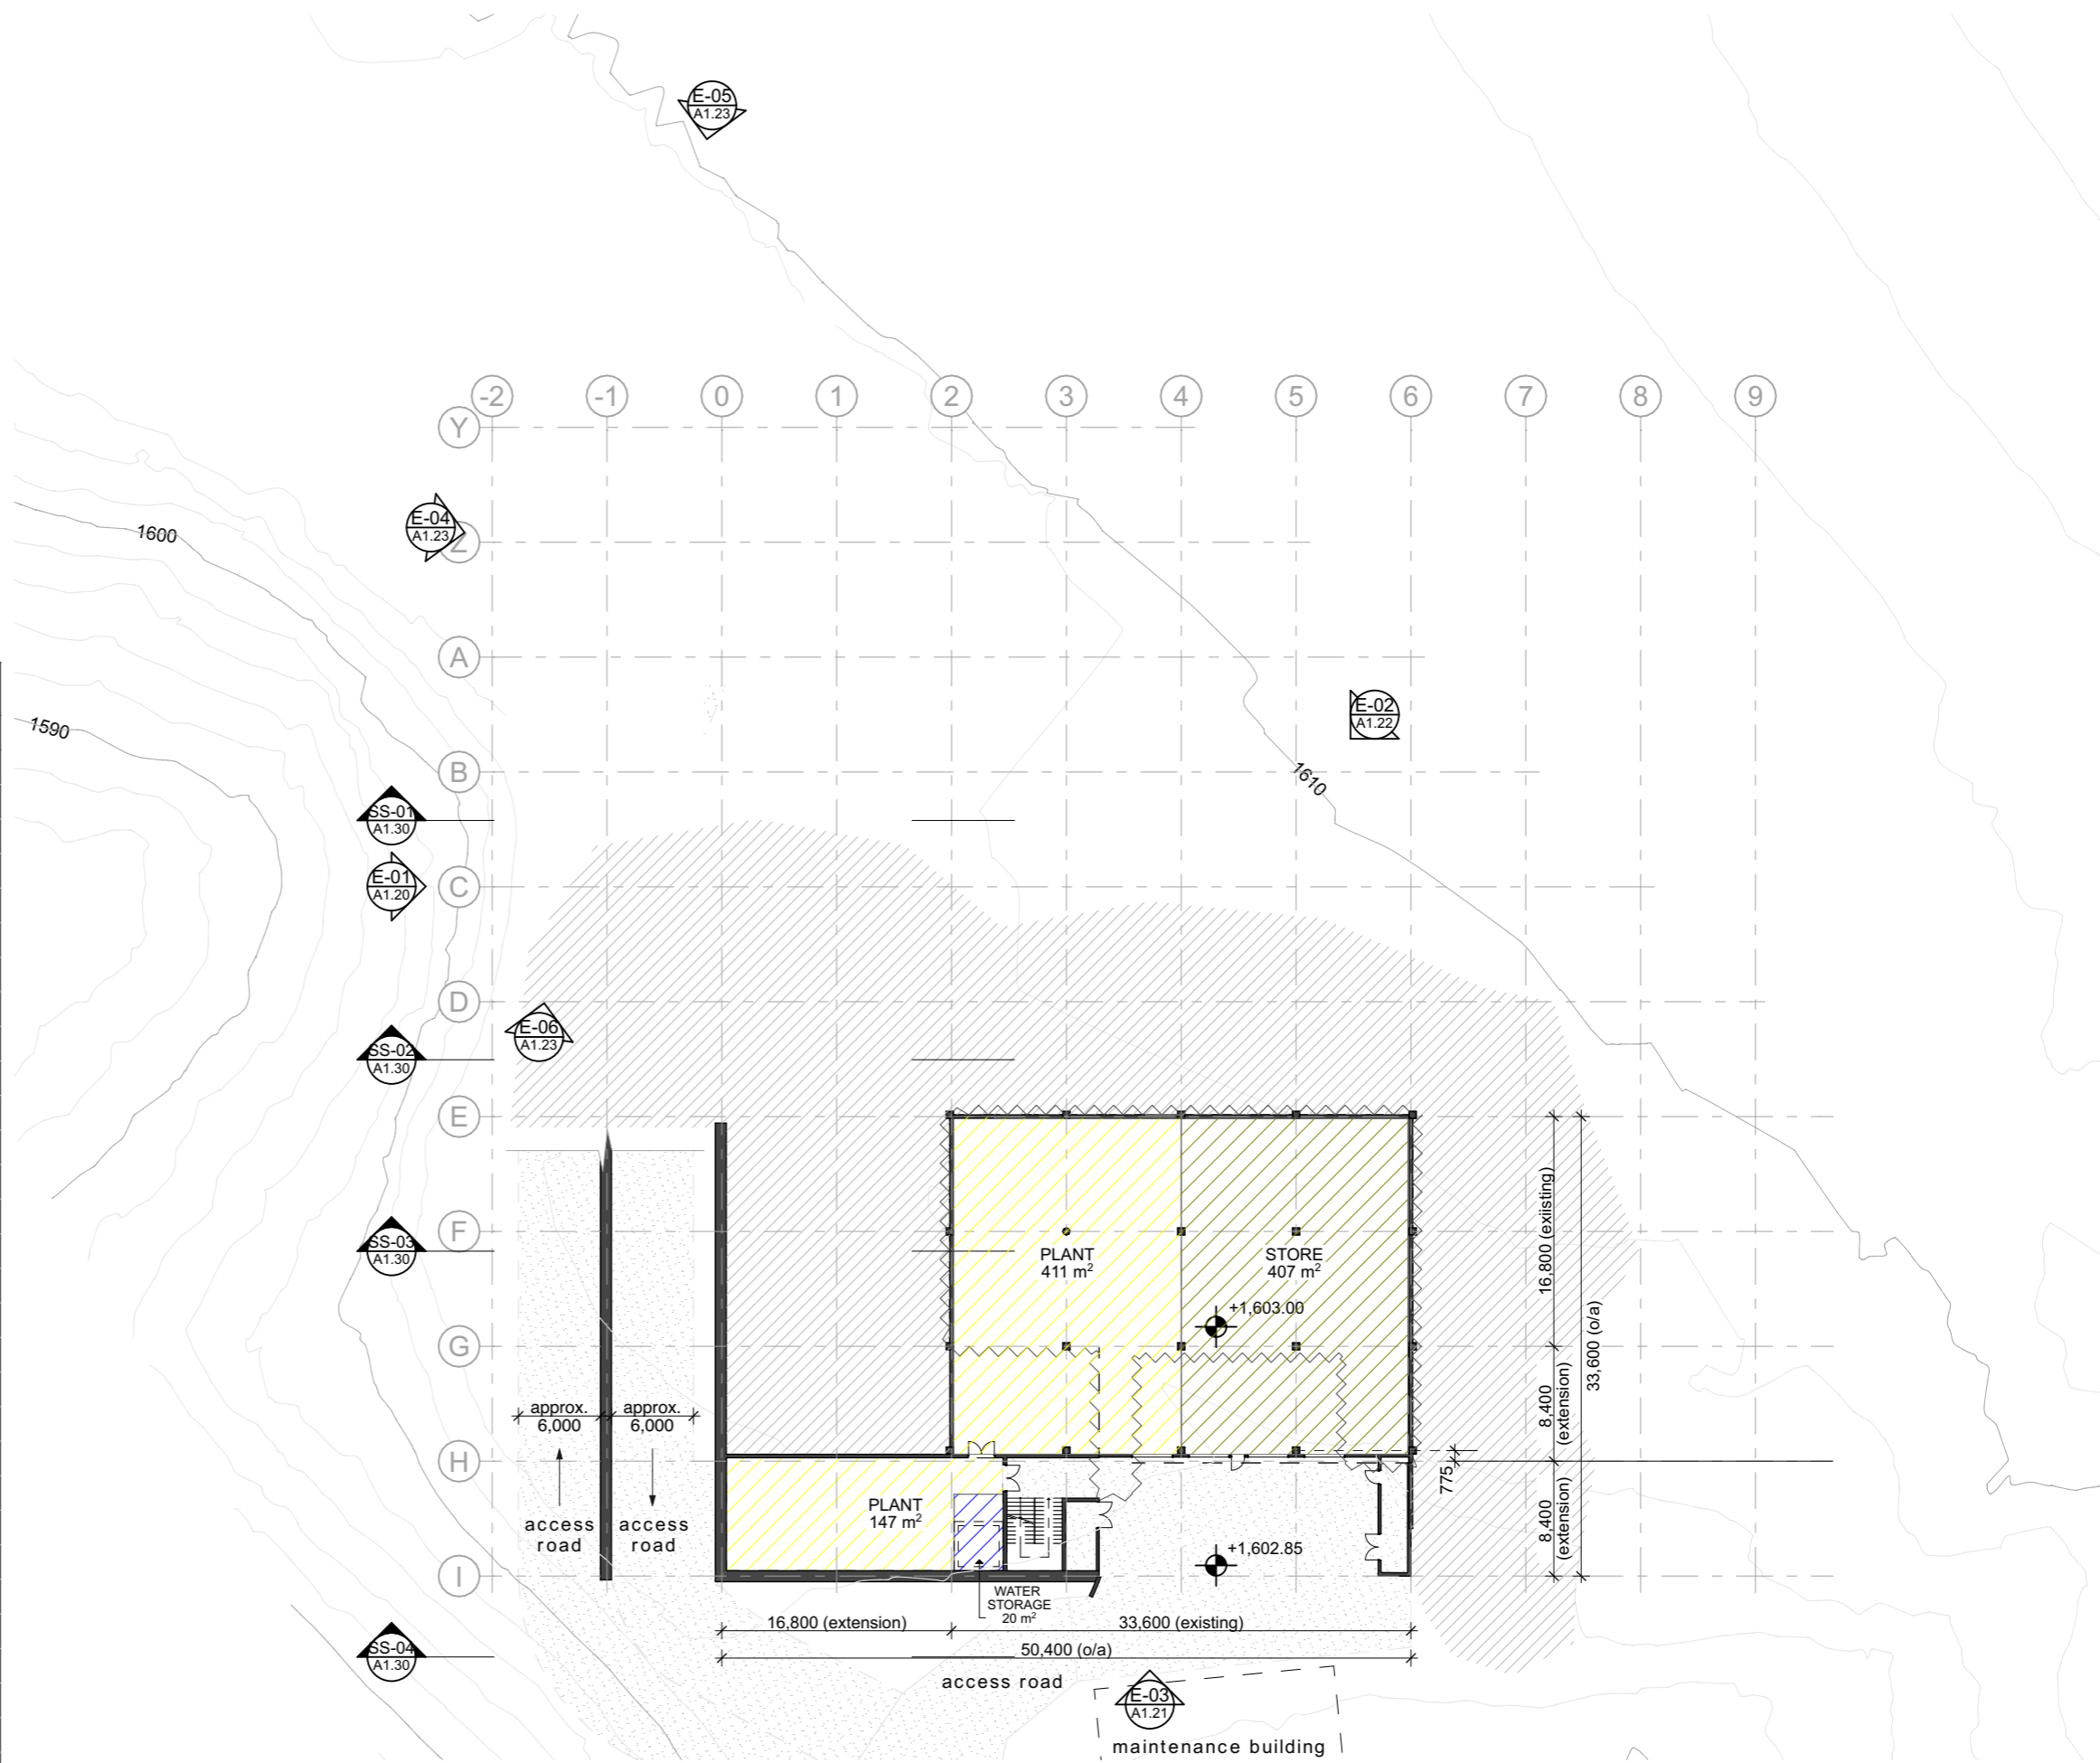 E-05
A1.23
-2 -1 0 1 2 3 4 5 6 7 8 9
Y
E-04
A1.23
Z
1600
A
E-02
A1.22
1590
B
1610
SS-01
A1.30
E-01
A1.20
C
D
E-06
A1.23
SS-02
A1.30
E
F
SS-03
A1.30
PLANT
411 m²
STORE
407 m²
16,800 (exiisting)
+1,603.00
33,600 (o/a)
G
8,400
(extension)
approx.
6,000
approx.
6,000
H
775
PLANT
147 m²
access
road
access
road
8,400
(extension)
+1,602.85
I
WATER
STORAGE
20 m²
16,800 (extension)
33,600 (existing)
SS-04
A1.30
50,400 (o/a)
access road
E-03
A1.21
maintenance building